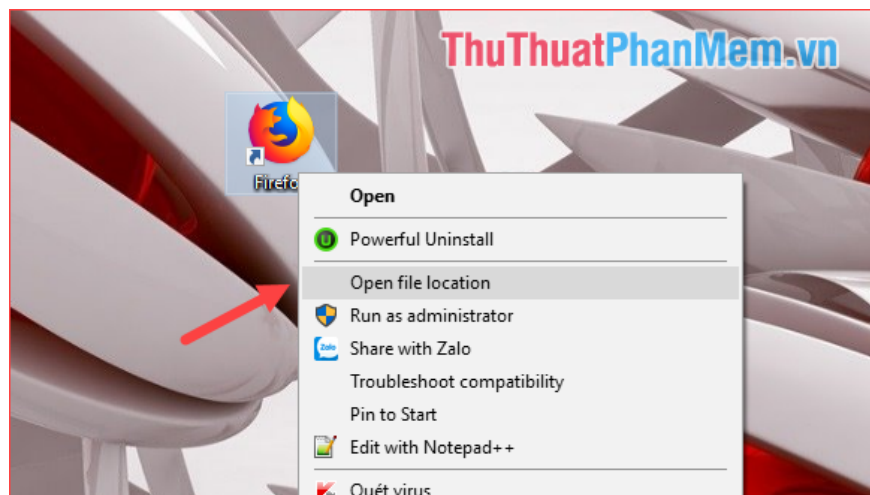 ThuThuatPhanMem.vn
Firefo
Open
Powerful Uninstall
Open file location
Run as administrator
Zalo
Share with Zalo
Troubleshoot compatibility
Pin to Start
Edit with Notepad++
Quét virus